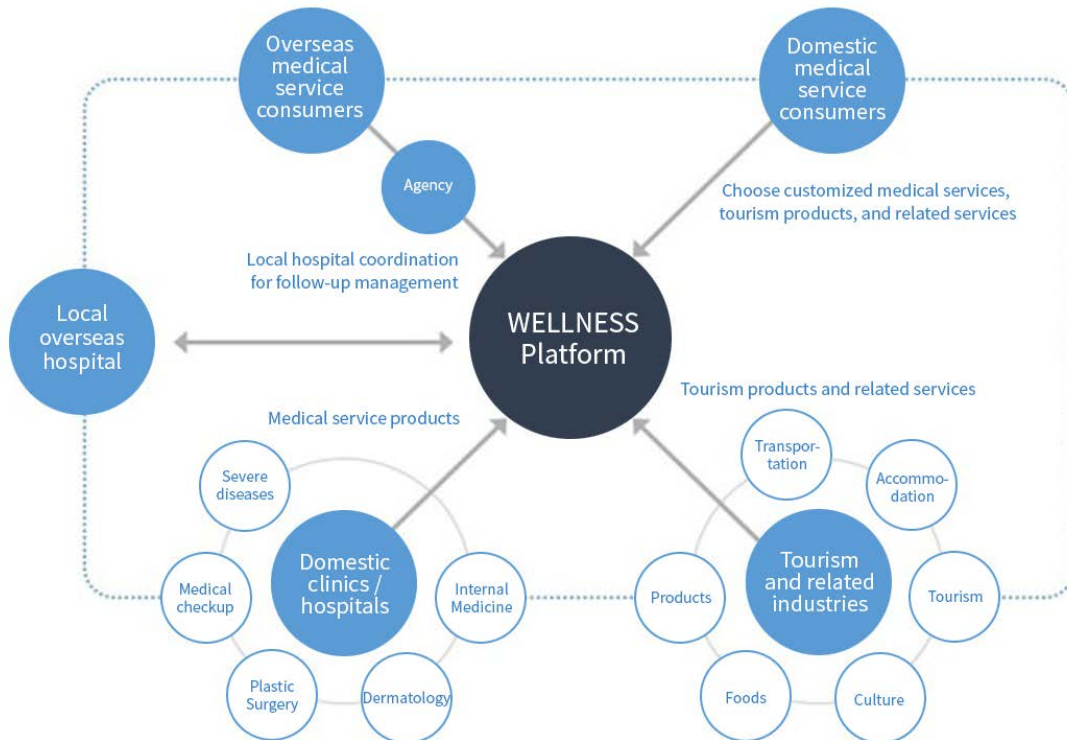 Overseas
medical
service
consumers
Domestic
medical
service
consumers
Agency
Choose customized medical services,
tourism products, and related services
Local hospital coordination
for follow-up management
Local
overseas
hospital
WELLNESS
Platform
Medical service products
Tourism products and related services
Severe
diseases
Medical
checkup
Plastic
Surgery
Dermatology
Internal
Medicine
Domestic
clinics /
hospitals
Transpor-
tation
Accommo-
dation
Tourism
Culture
Foods
Products
Tourism
and related
industries